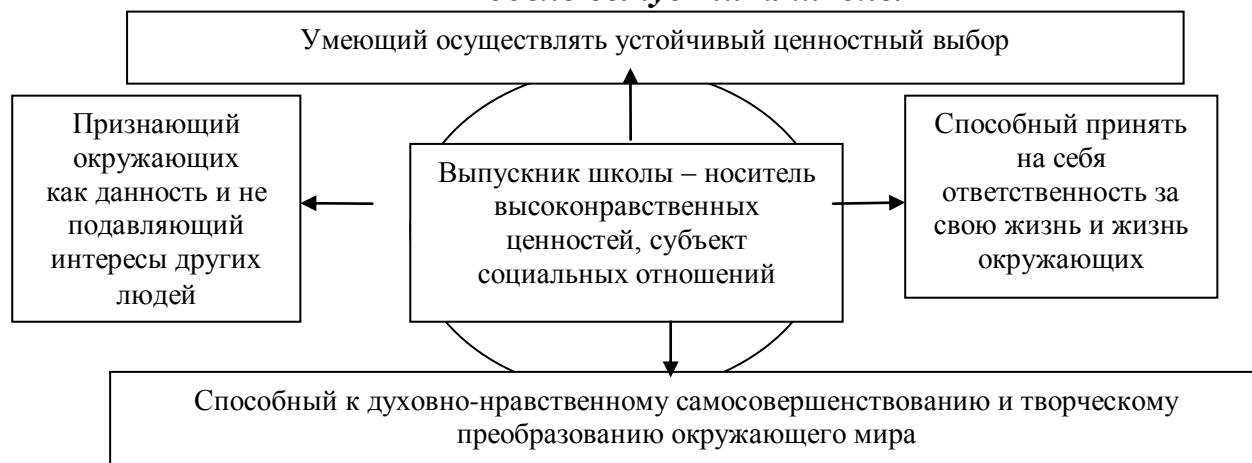 Умеющий осуществлять устойчивый ценностный выбор
Признающий
окружающих
как данность и не
подавляющий
интересы других
людей
Выпускник школы – носитель
высоконравственных
ценностей, субъект
социальных отношений
Способный принять
на себя
ответственность за
свою жизнь и жизнь
окружающих
Способный к духовно-нравственному самосовершенствованию и творческому
преобразованию окружающего мира